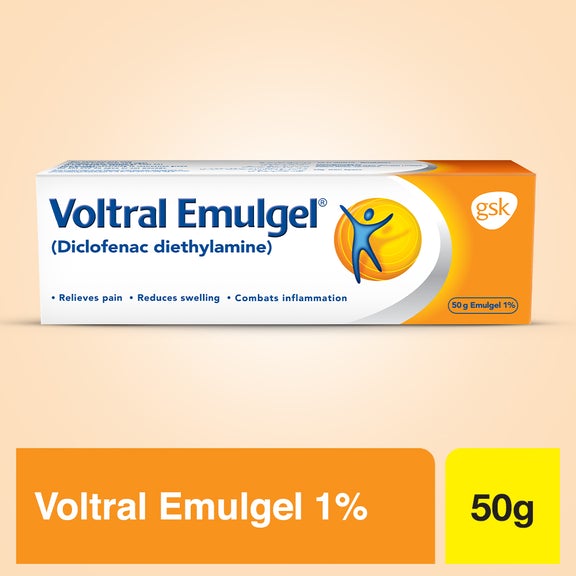 Voltral Emulgel®
(Diclofenac diethylamine)
• Relieves pain • Reduces swelling • Combats inflammation
gsk
50 g Emulgel 1%
Voltral Emulgel 1%
50g